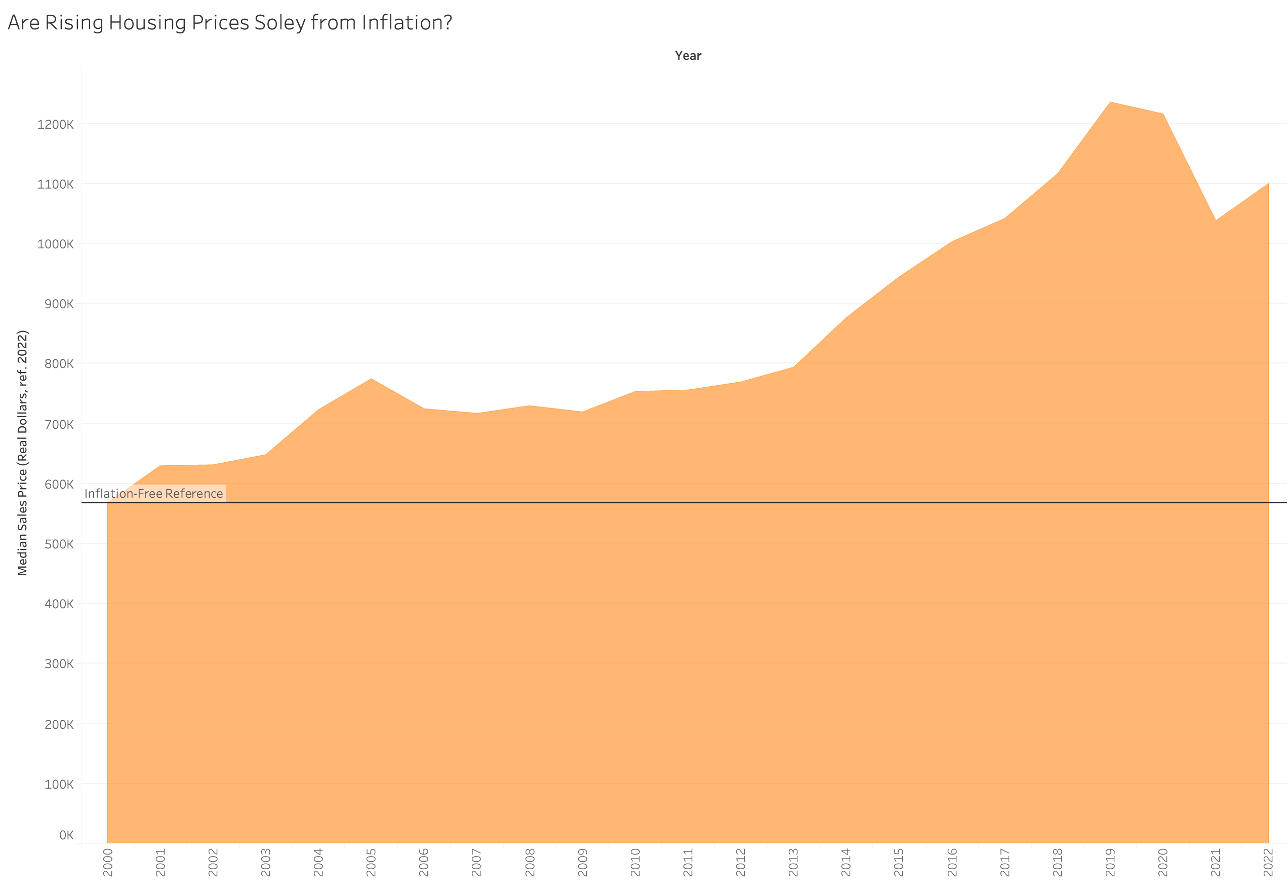 Are Rising Housing Prices Soley from Inflation?
Year
Median Sales Price (Real Dollars, ref. 2022)
1200K
1100K
1000K
900K
800K
700K
600K
500K
400K
300K
200K
100K
0K
Inflation-Free Reference
2000
2001
2002
2003
2004
2005
2006
2007
2008
2009
2010
2011
2012
2013
2014
2015
2016
2017
2018
2019
2020
2021
2022